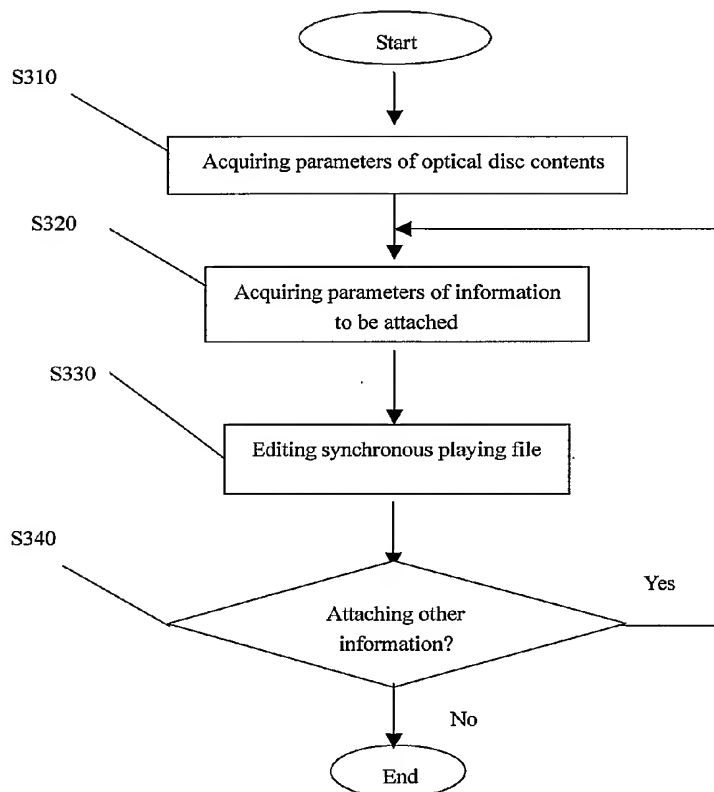 Start
S310
Acquiring parameters of optical disc contents
S320
Acquiring parameters of information
to be attached
S330
Editing synchronous playing file
S340
Yes
Attaching other
information?
No
End